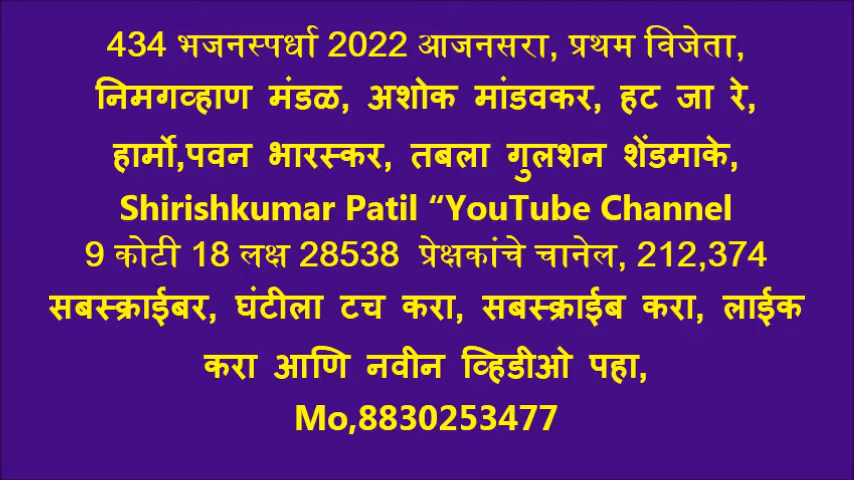 434 भजनस्पर्धा 2022 आजनसरा, प्रथम विजेता,
निमगव्हाण मंडळ, अशोक मांडवकर, हट जा रे,
हार्मो,पवन भारस्कर, तबला गुलशन शेंडमाके,
Shirishkumar Patil “YouTube Channel
9 कोटी 18 लक्ष 28538 प्रेक्षकांचे चानेल, 212,374
सबस्क्राईबर, घंटीला टच करा, सबस्क्राईब करा, लाईक
करा आणि नवीन व्हिडीओ पहा,
Mo,8830253477